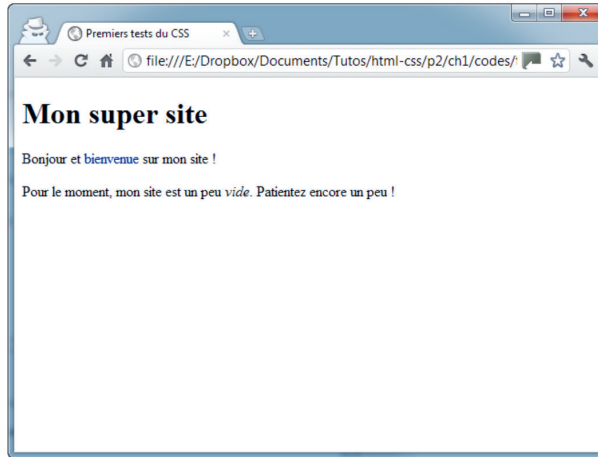 Premiers tests du CSS
file:///E:/Dropbox/Documents/Tutos/html-css/p2/ch1/codes/
Mon super site
Bonjour et bienvenue sur mon site !
Pour le moment, mon site est un peu vide. Patientez encore un peu !